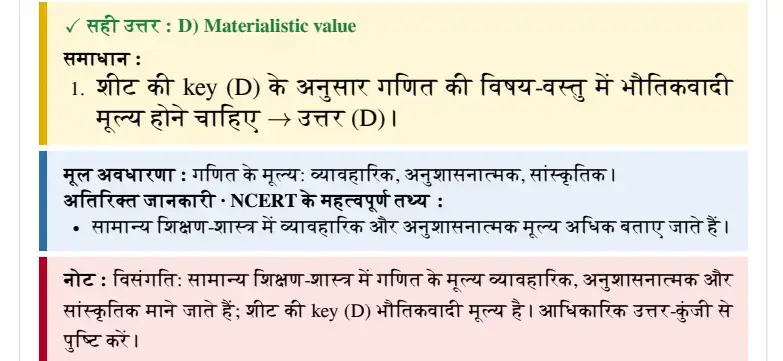 ✓ सही उत्तर : D) Materialistic value
समाधान :
1. शीट की key (D) के अनुसार गणित की विषय-वस्तु में भौतिकवादी
मूल्य होने चाहिए → उत्तर (D)।
मूल अवधारणा : गणित के मूल्य: व्यावहारिक, अनुशासनात्मक, सांस्कृतिक।
अतिरिक्त जानकारी · NCERT के महत्वपूर्ण तथ्य :
• सामान्य शिक्षण-शास्त्र में व्यावहारिक और अनुशासनात्मक मूल्य अधिक बताए जाते हैं।
नोट : विसंगति: सामान्य शिक्षण-शास्त्र में गणित के मूल्य व्यावहारिक, अनुशासनात्मक और
सांस्कृतिक माने जाते हैं; शीट की key (D) भौतिकवादी मूल्य है। आधिकारिक उत्तर-कुंजी से
पुष्टि करें।